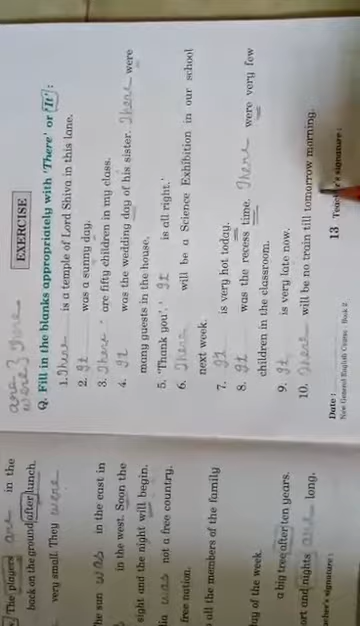 EXERCISE
Q. Fill in the blanks appropriately with 'There' or 'It' :
1. There is a temple of Lord Shiva in this lane.
2. It was a sunny day.
3. There are fifty children in my class.
4. It was the wedding day of his sister. There were
many guests in the house.
5. 'Thank you'. ' It is all right.'
6. There will be a Science Exhibition in our school
next week.
7. It is very hot today.
8. It was the recess time. There were very few
children in the classroom.
9. It is very late now.
10. There will be no train till tomorrow morning.
Date :
13 Teacher's signature :
New General English Course : Book 2
The players are in the
back on the ground after lunch.
very small. They were
he sun was in the east in
in the west. Soon the
sight and the night will begin.
was not a free country.
free nation.
all the members of the family
day of the week.
a big tree after ten years.
ort and nights are long.
cher's signature :